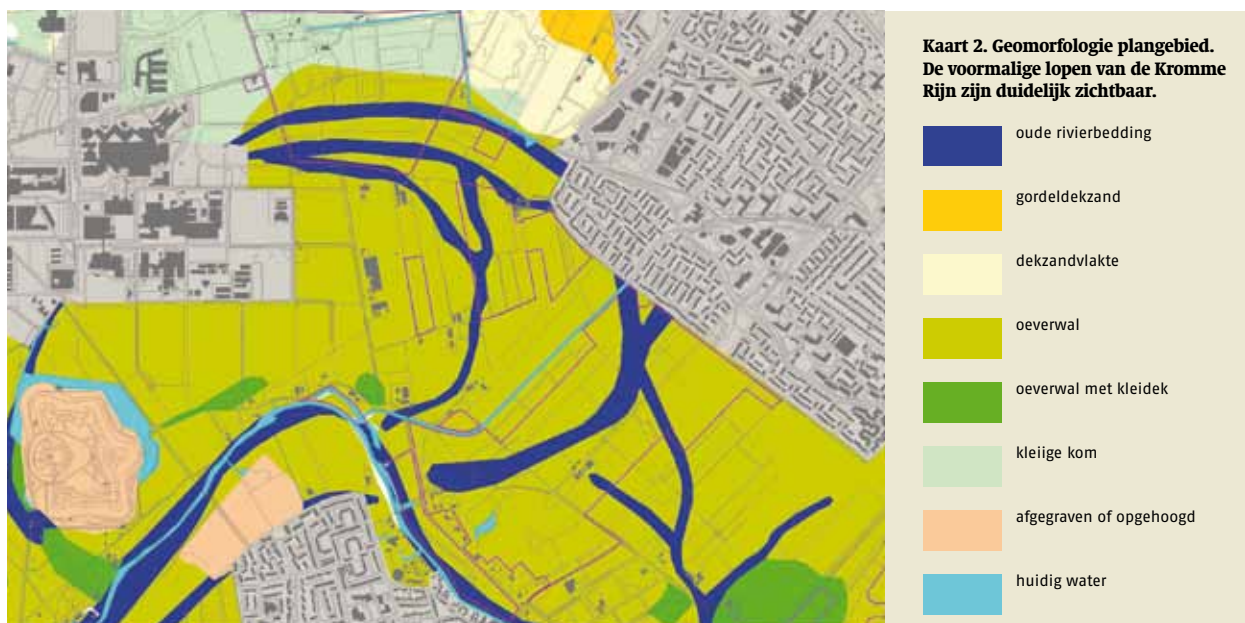 Kaart 2. Geomorfologie plangebied.
De voormalige lopen van de Kromme
Rijn zijn duidelijk zichtbaar.
oude rivierbedding
gordeldekzand
dekzandvlakte
oeverwal
oeverwal met kleidek
kleiige kom
afgegraven of opgehoogd
huidig water